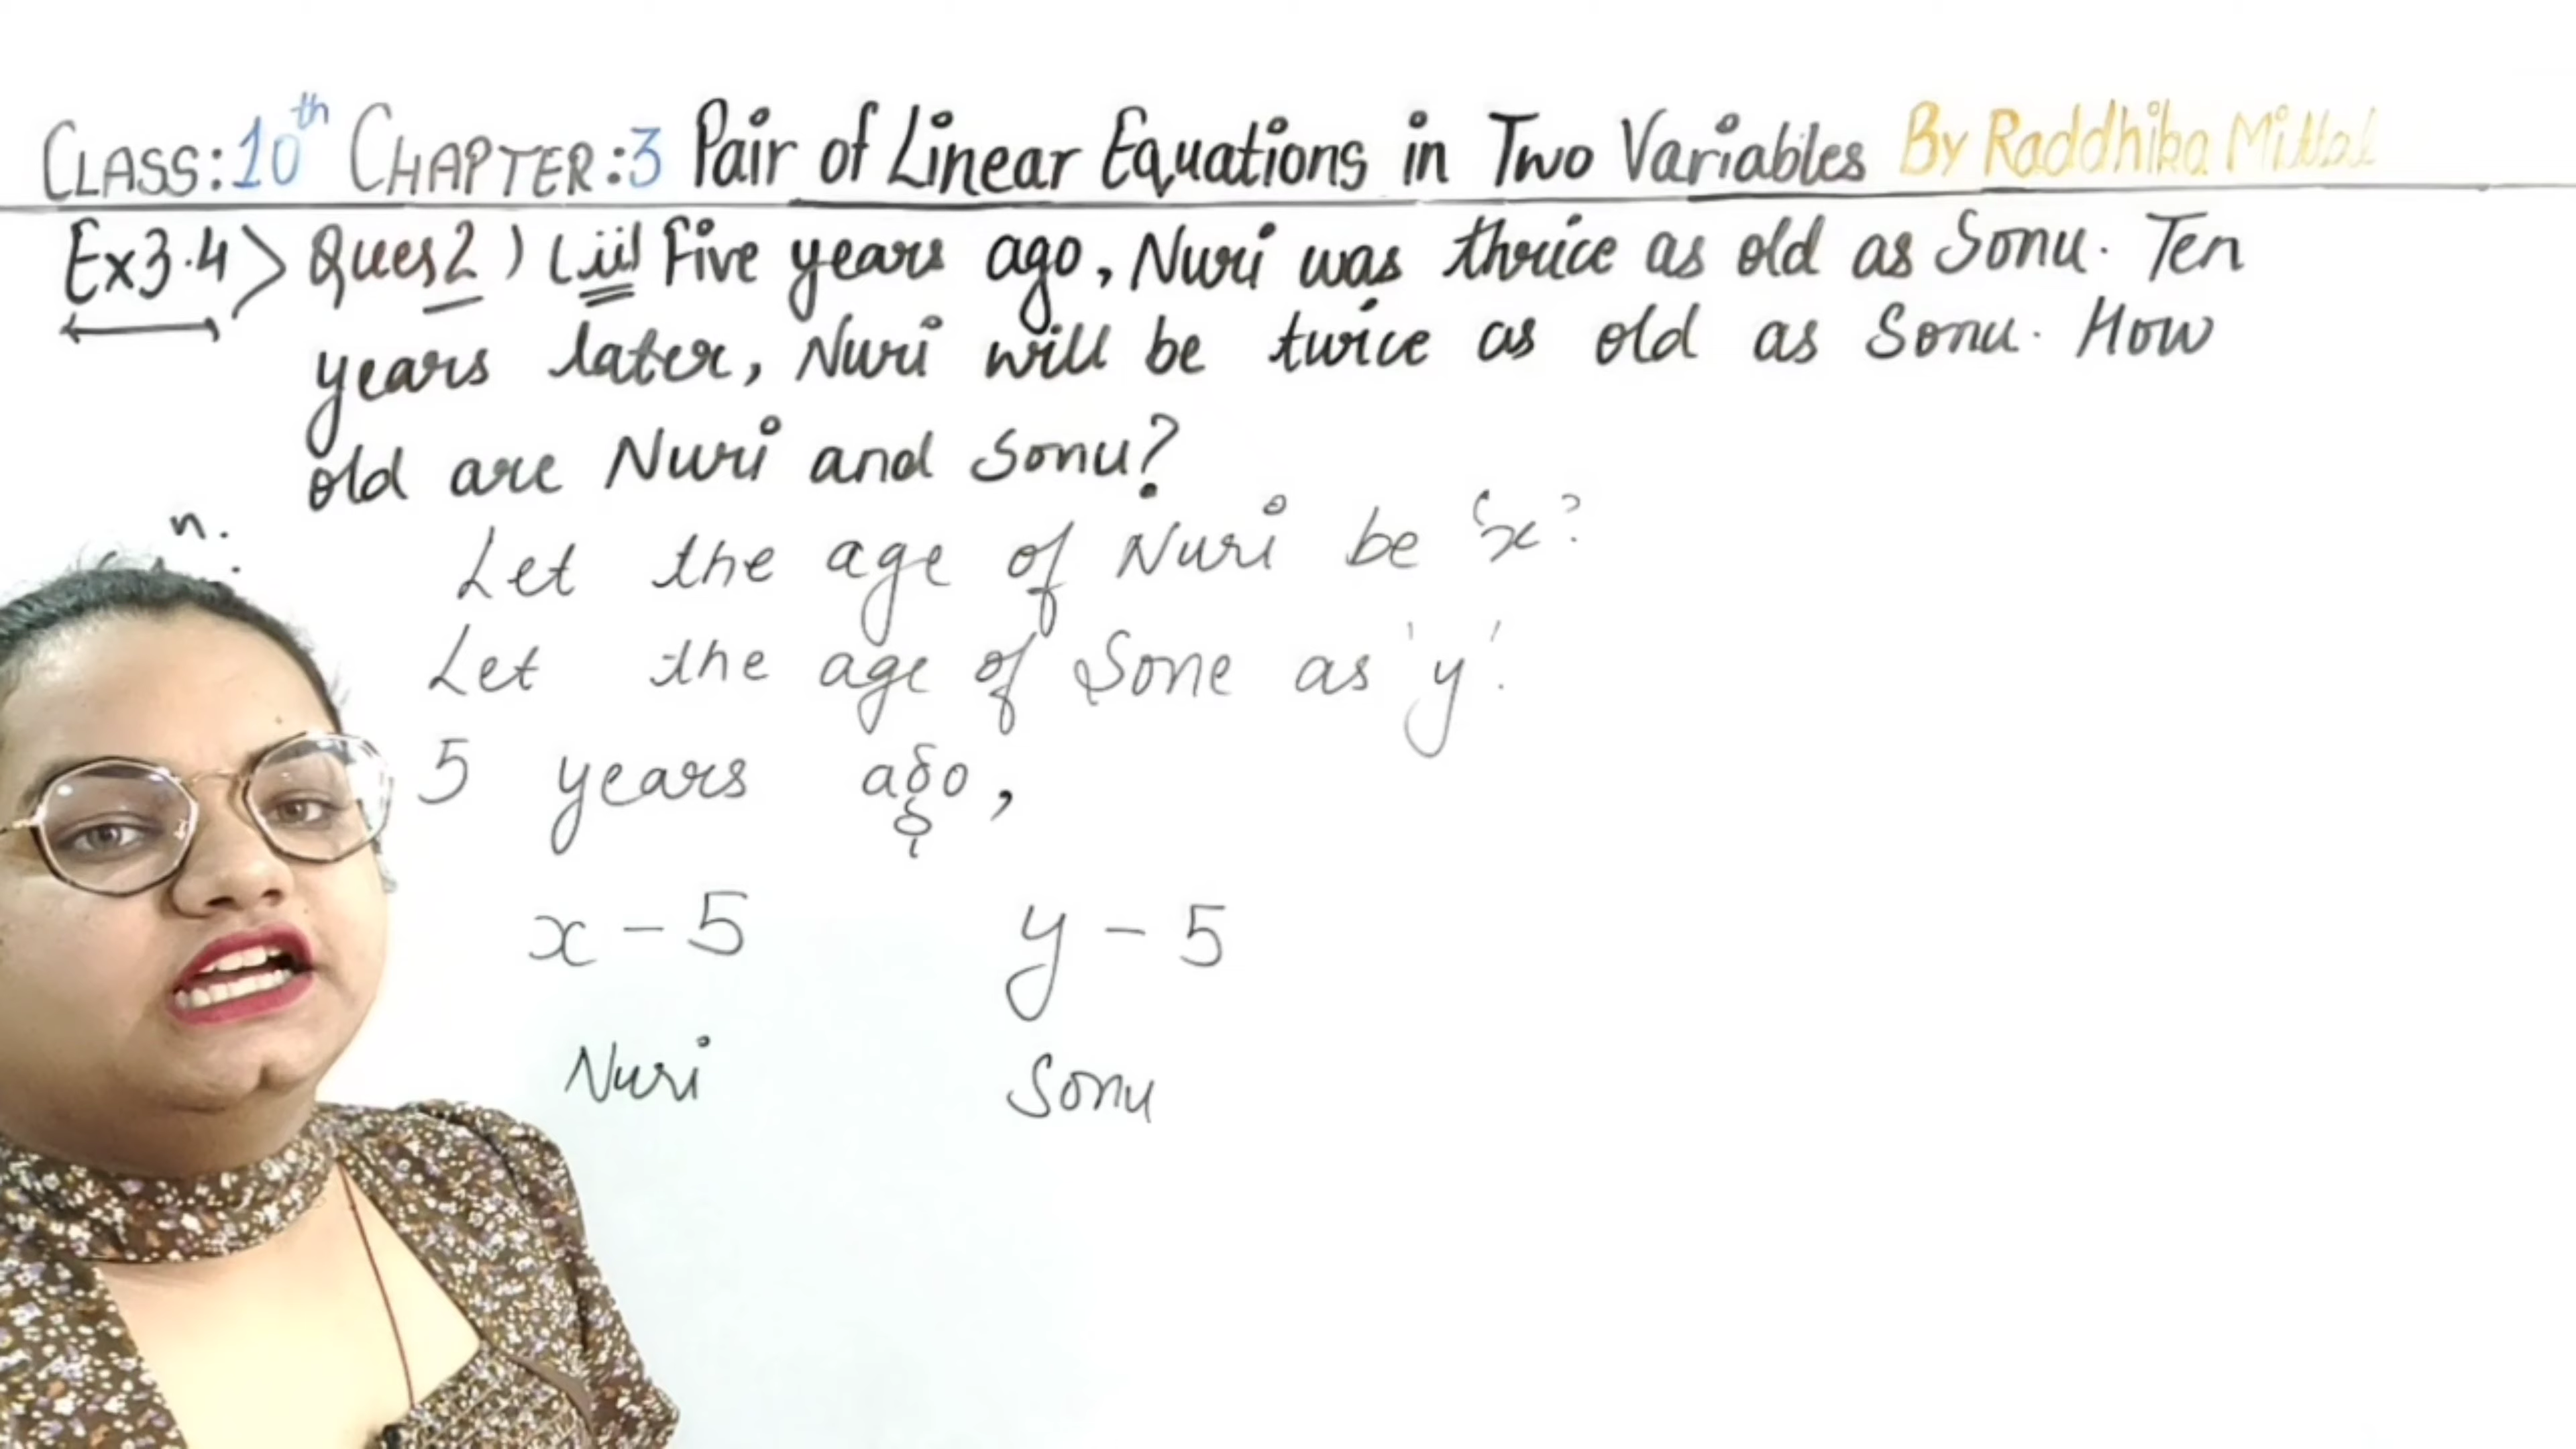 CLASS: 10th CHAPTER: 3 Pair of Linear Equations in Two Variables By Raddhika Mittal
Ex3.4> Ques2) (ii) Five years ago, Nuri was thrice as old as Sonu. Ten
years later, Nuri will be twice as old as Sonu. How
old are Nuri and Sonu?
n:
Let the age of Nuri be 'x'.
Let the age of Sone as 'y'.
5 years ago,
x - 5 y - 5
Nuri Sonu